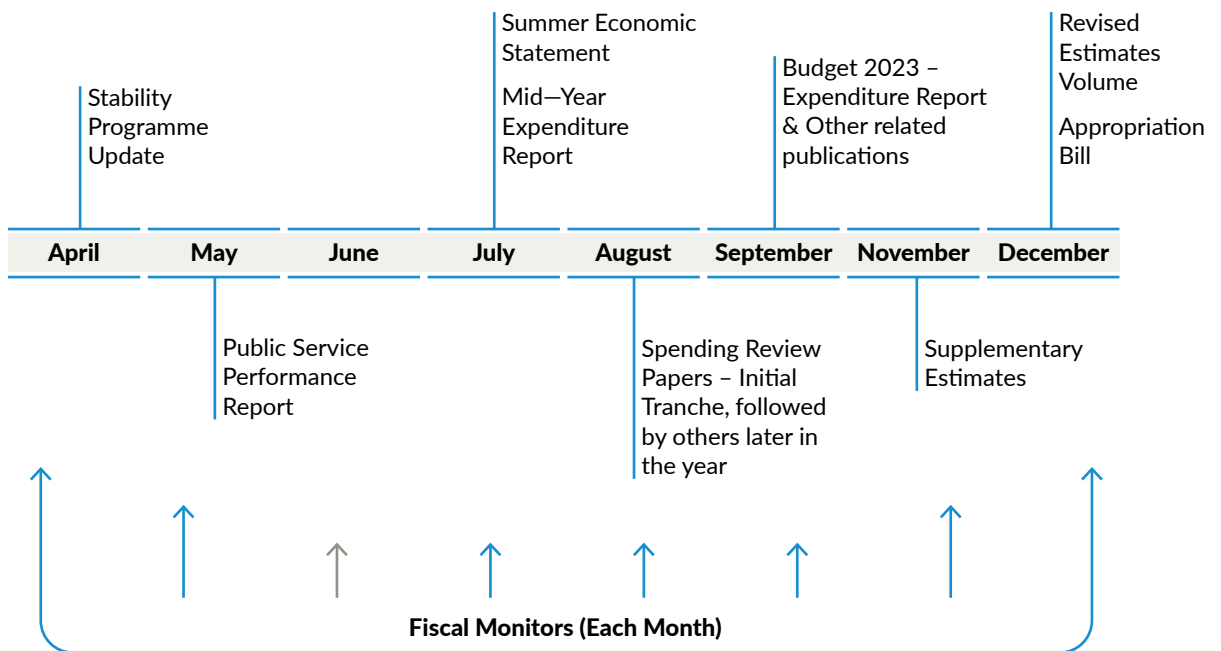 Stability
Programme
Update
Summer Economic
Statement
Mid—Year
Expenditure
Report
Budget 2023 –
Expenditure Report
& Other related
publications
Revised
Estimates
Volume
Appropriation
Bill
April
May
June
July
August
September
November
December
Public Service
Performance
Report
Spending Review
Papers – Initial
Tranche, followed
by others later in
the year
Supplementary
Estimates
Fiscal Monitors (Each Month)